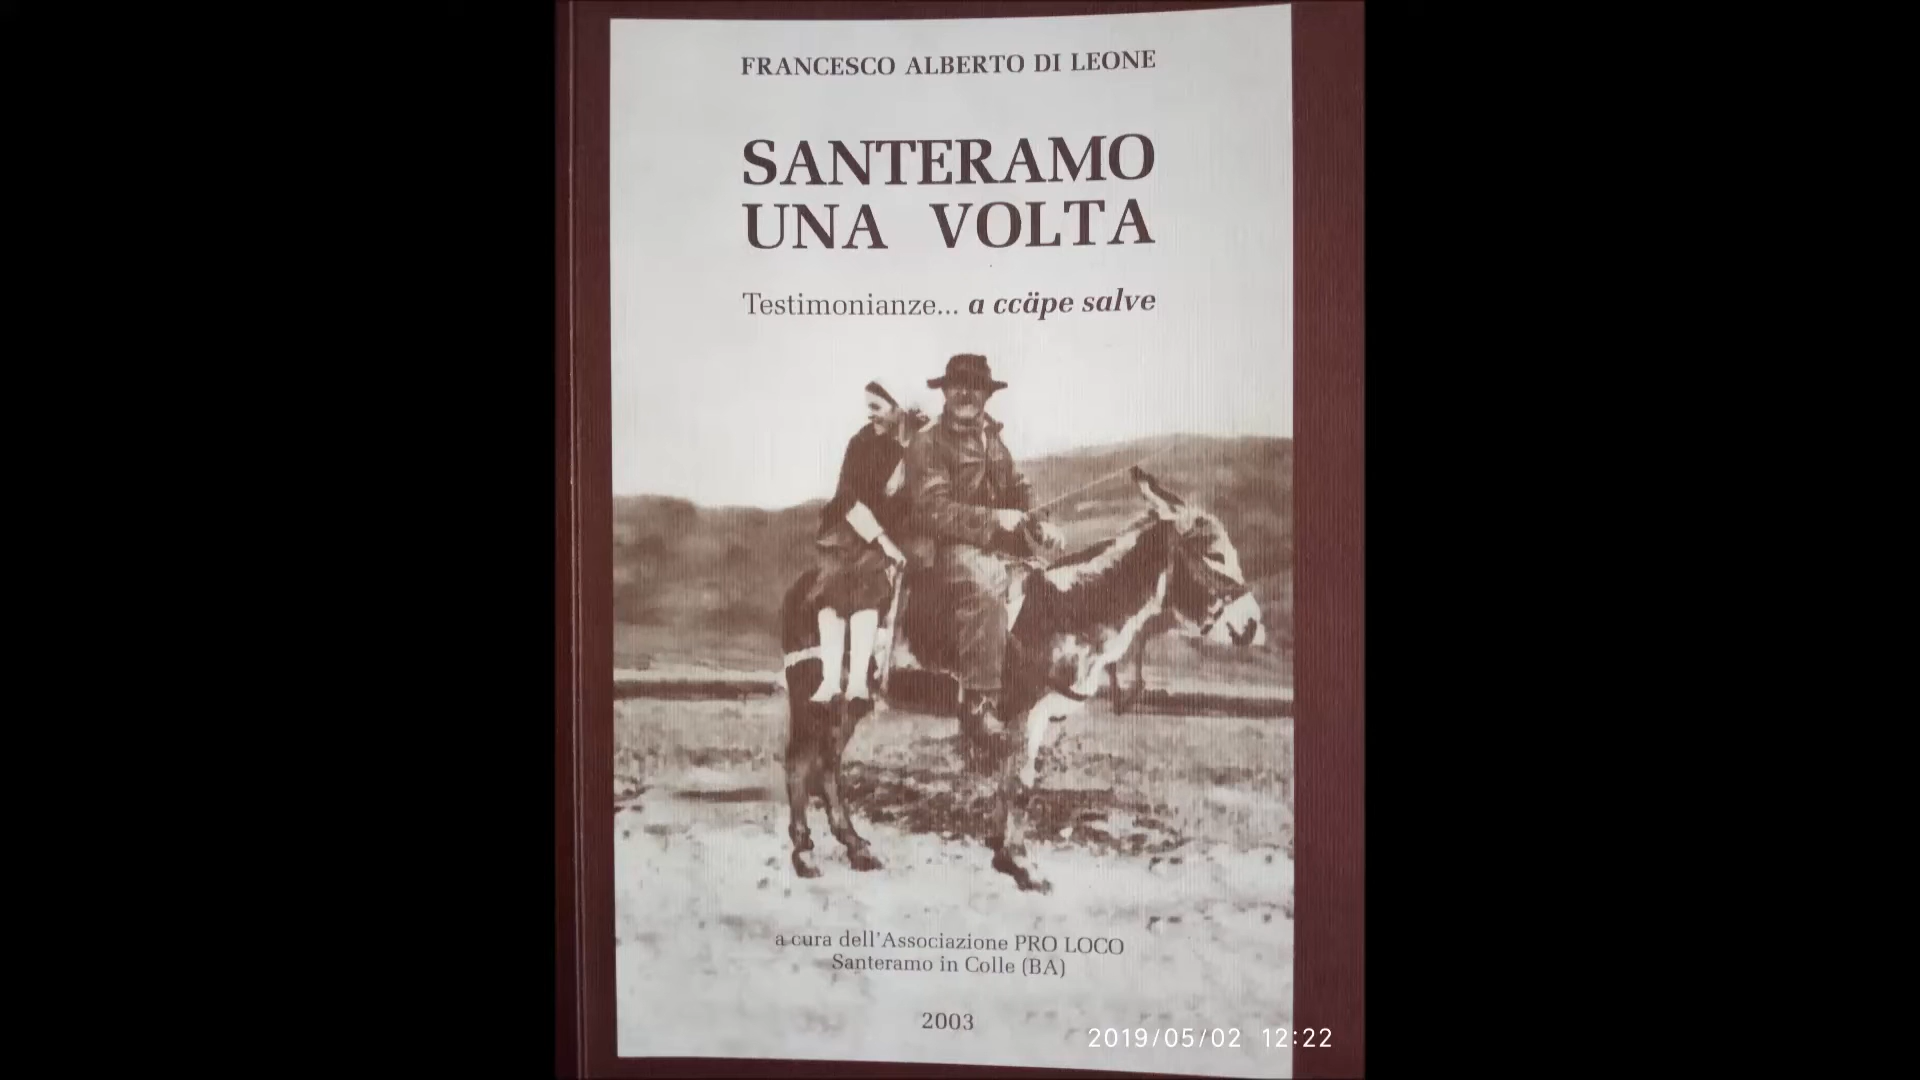 FRANCESCO ALBERTO DI LEONE
SANTERAMO
UNA VOLTA
Testimonianze... a ccäpe salve
a cura dell'Associazione PRO LOCO
Santeramo in Colle (BA)
2003
2019/05/02 12:22